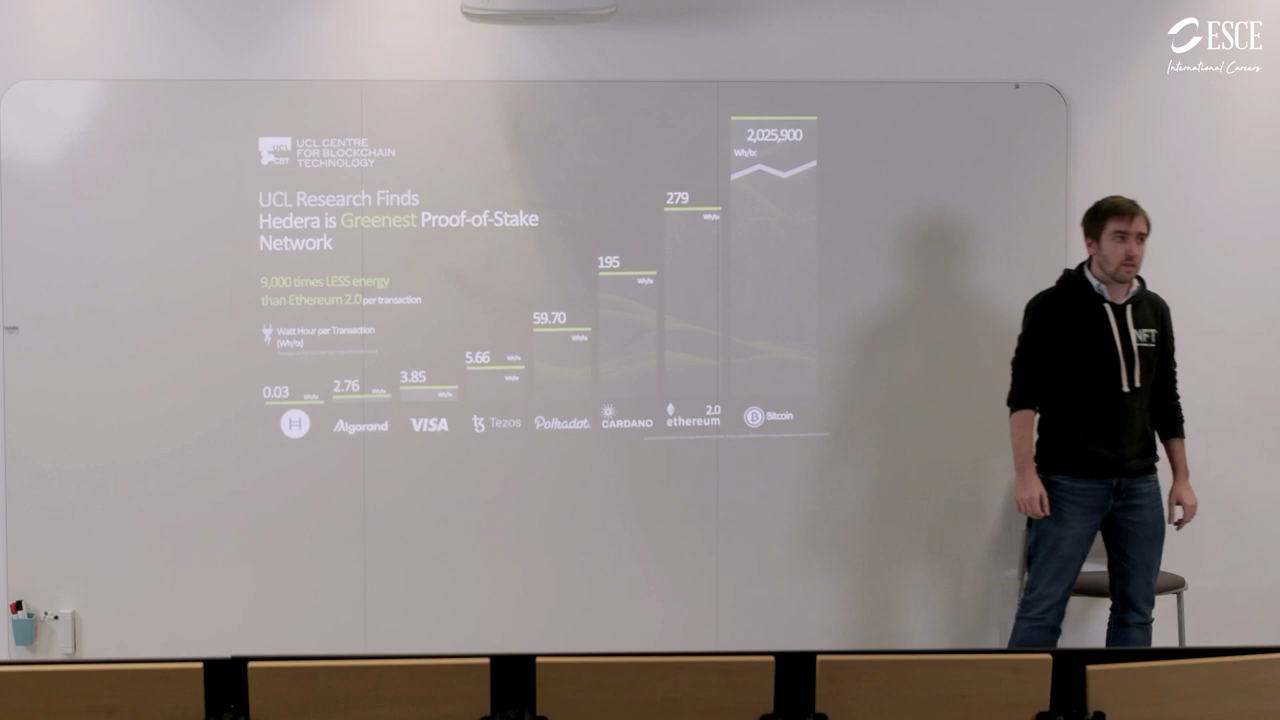 ESCE
International Careers
UCL CENTRE
FOR BLOCKCHAIN
TECHNOLOGY
UCL
CBT
UCL Research Finds
Hedera is Greenest Proof-of-Stake
Network
9,000 times LESS energy
than Ethereum 2.0 per transaction
Watt Hour per Transaction
(Wh/tx)
0.03 Wh/tx
2.76 Wh/tx
3.85
Wh/tx
5.66 Wh/tx
Wh/tx
59.70
Wh/tx
195
Wh/tx
279
Wh/tx
2,025,900
Wh/tx
H
Algorand
VISA
Tezos
Polkadot.
CARDANO
2.0
ethereum
B Bitcoin
NFT